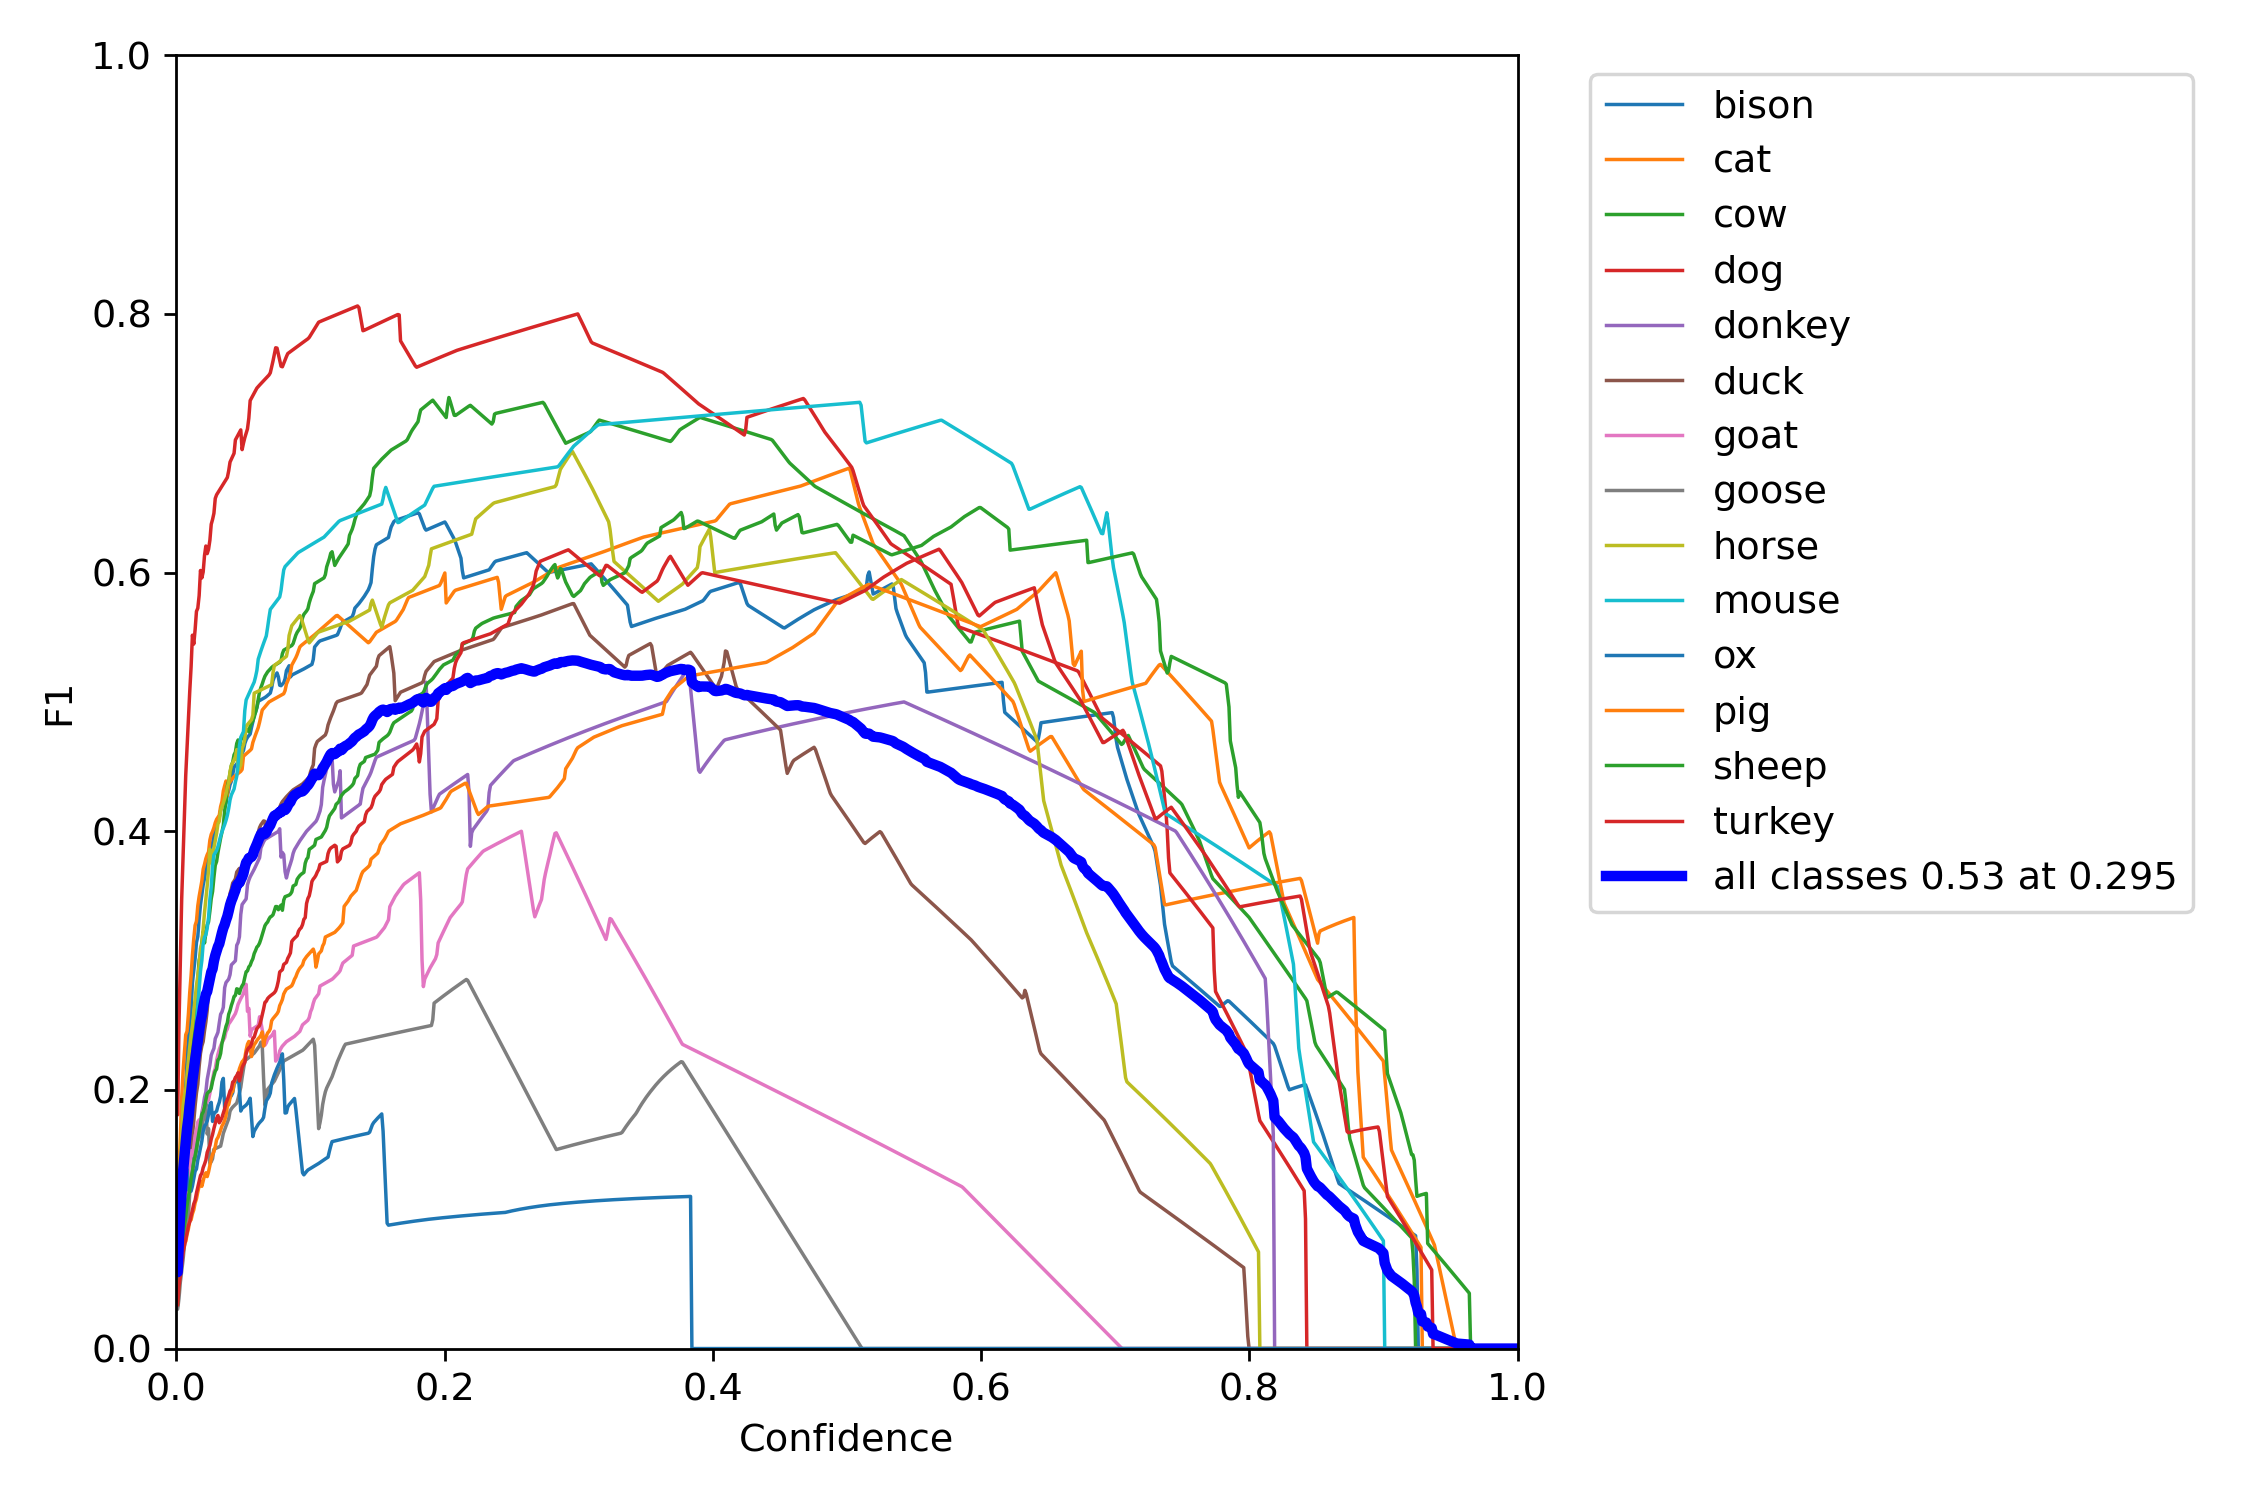 1.0
0.8
0.6
0.4
0.2
0.0
F1
0.0 0.2 0.4 0.6 0.8 1.0
Confidence
bison
cat
cow
dog
donkey
duck
goat
goose
horse
mouse
ox
pig
sheep
turkey
all classes 0.53 at 0.295